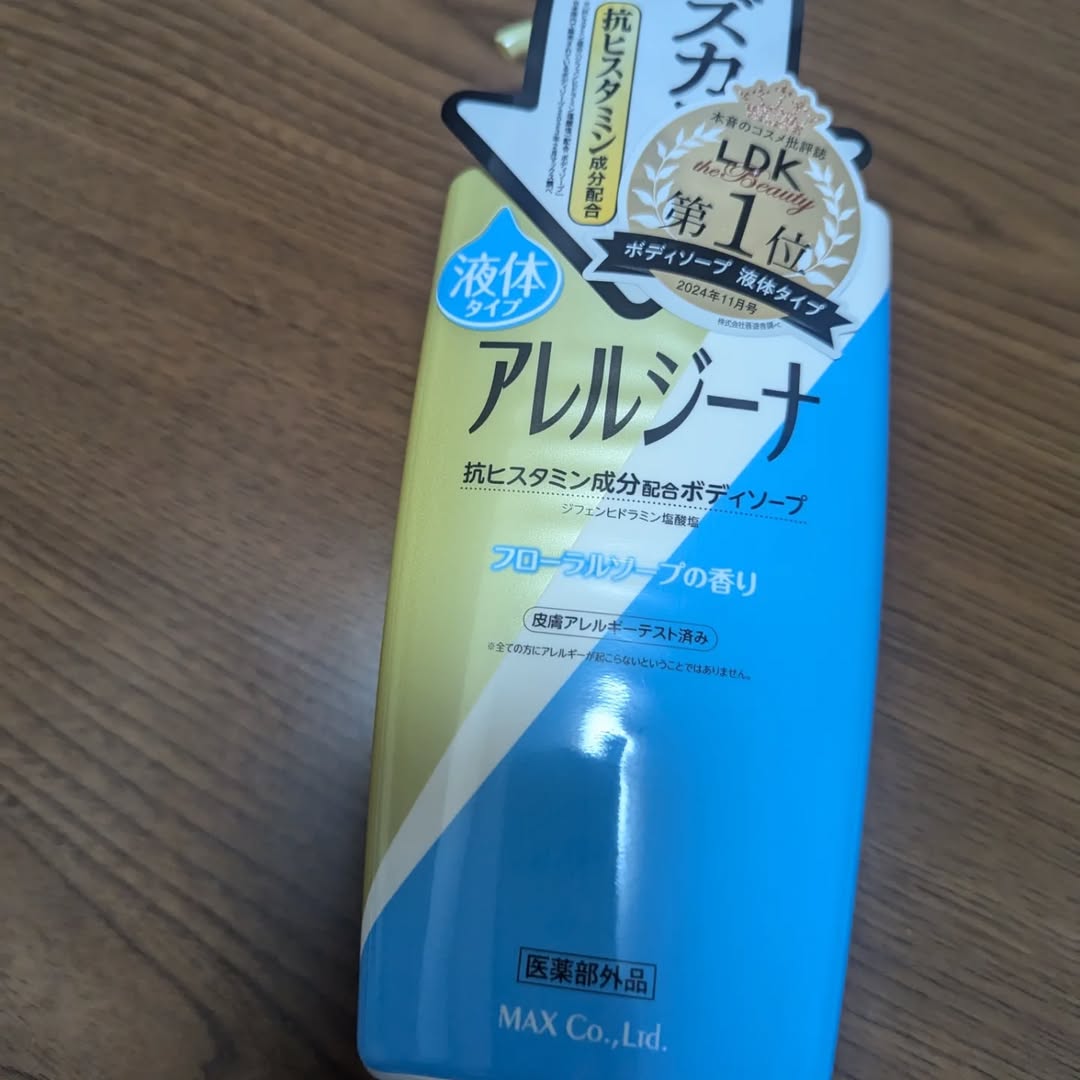 ズカ
抗ヒスタミン成分配合
本音のコスメ批評誌
LDK
the Beauty
第1位
ボディソープ 液体タイプ
2024年11月号
液体
タイプ
アレルジーナ
抗ヒスタミン成分配合ボディソープ
ジフェンヒドラミン塩酸塩
フローラルソープの香り
皮膚アレルギーテスト済み
※全ての方にアレルギーが起こらないということではありません。
医薬部外品
MAX Co.,Ltd.